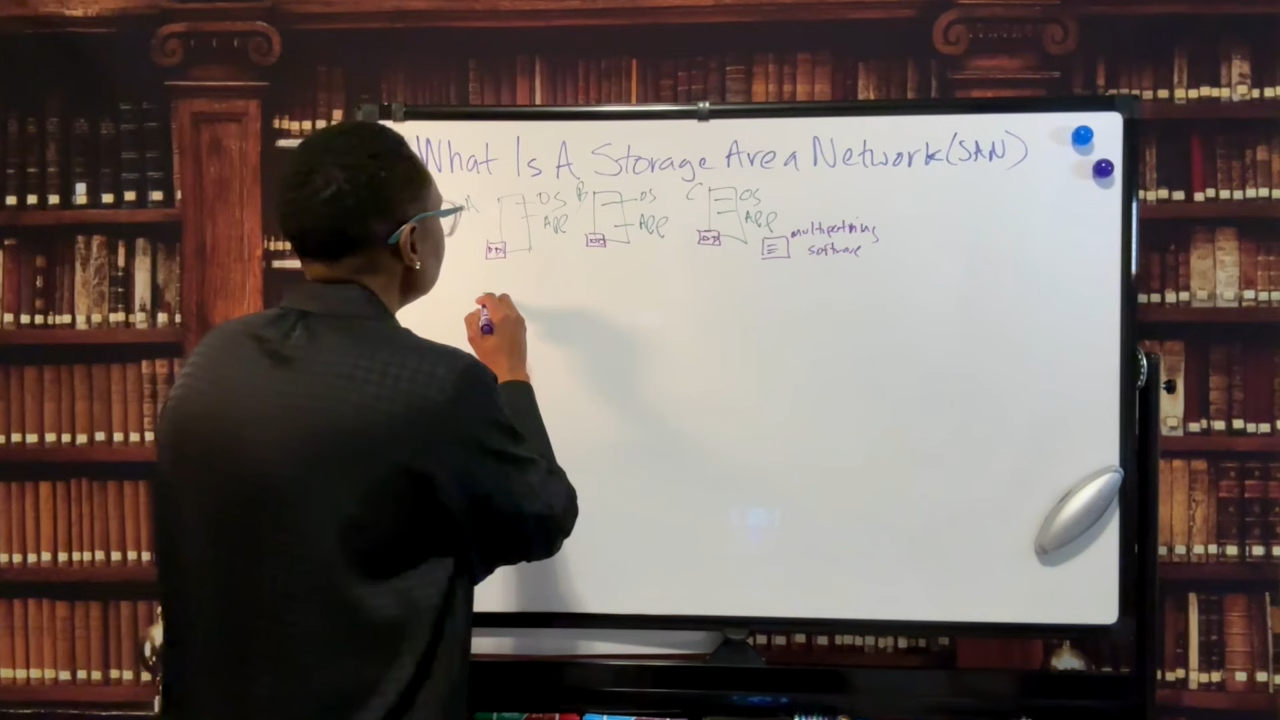 What Is A Storage Area Network (SAN)
A OS B OS C OS
App App App
multipathing
software